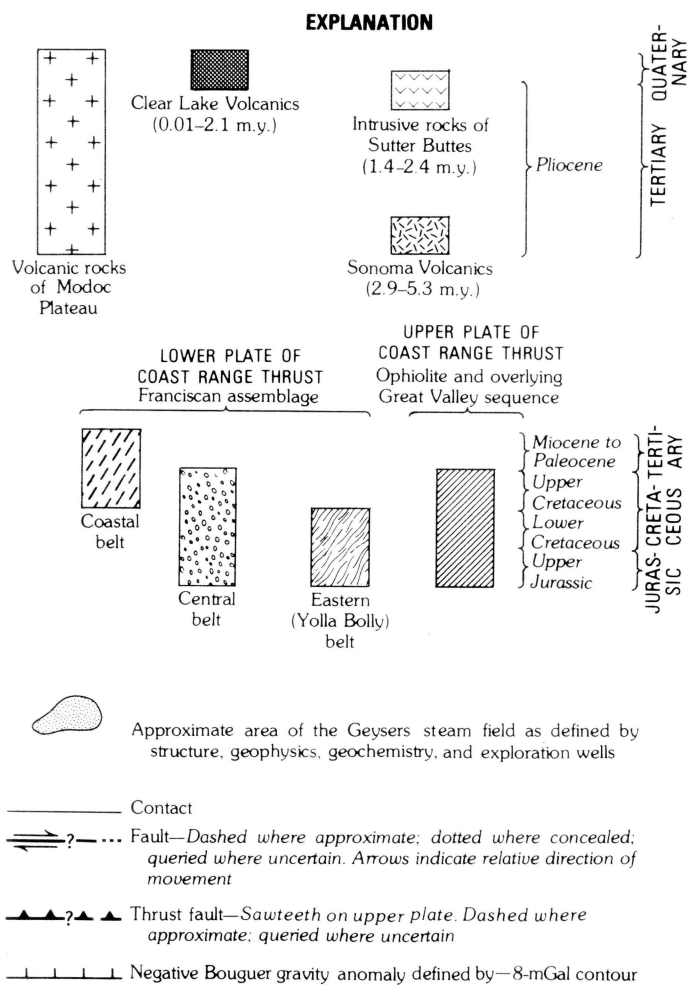 EXPLANATION
Clear Lake Volcanics
(0.01–2.1 m.y.)
Intrusive rocks of
Sutter Buttes
(1.4–2.4 m.y.)
Pliocene
QUATER-
NARY
TERTIARY
Volcanic rocks
of Modoc
Plateau
Sonoma Volcanics
(2.9–5.3 m.y.)
LOWER PLATE OF
COAST RANGE THRUST
Franciscan assemblage
UPPER PLATE OF
COAST RANGE THRUST
Ophiolite and overlying
Great Valley sequence
Coastal
belt
Central
belt
Eastern
(Yolla Bolly)
belt
Miocene to
Paleocene
Upper
Cretaceous
Lower
Cretaceous
Upper
Jurassic
TERTI-
ARY
CRETA-
CEOUS
JURAS-
SIC
Approximate area of the Geysers steam field as defined by
structure, geophysics, geochemistry, and exploration wells
Contact
? Fault—Dashed where approximate; dotted where concealed;
queried where uncertain. Arrows indicate relative direction of
movement
? Thrust fault—Sawteeth on upper plate. Dashed where
approximate; queried where uncertain
Negative Bouguer gravity anomaly defined by—8-mGal contour